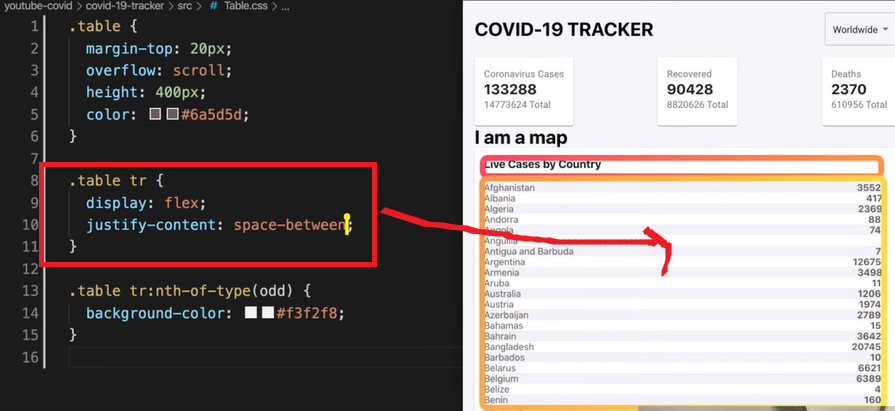 youtube-covid > covid-19-tracker > src > # Table.css > ...
1 .table {
2 margin-top: 20px;
3 overflow: scroll;
4 height: 400px;
5 color: #6a5d5d;
6 }
7
8 .table tr {
9 display: flex;
10 justify-content: space-between;
11 }
12
13 .table tr:nth-of-type(odd) {
14 background-color: #f3f2f8;
15 }
16
COVID-19 TRACKER
Worldwide
Coronavirus Cases
133288
14773624 Total
Recovered
90428
8820626 Total
Deaths
2370
610956 Total
I am a map
Live Cases by Country
Afghanistan 3552
Albania 417
Algeria 2369
Andorra 88
Angola 74
Anguilla
Antigua and Barbuda 7
Argentina 12675
Armenia 3498
Aruba 11
Australia 1206
Austria 1974
Azerbaijan 2789
Bahamas 15
Bahrain 3642
Bangladesh 20745
Barbados 10
Belarus 6621
Belgium 6389
Belize 4
Benin 160